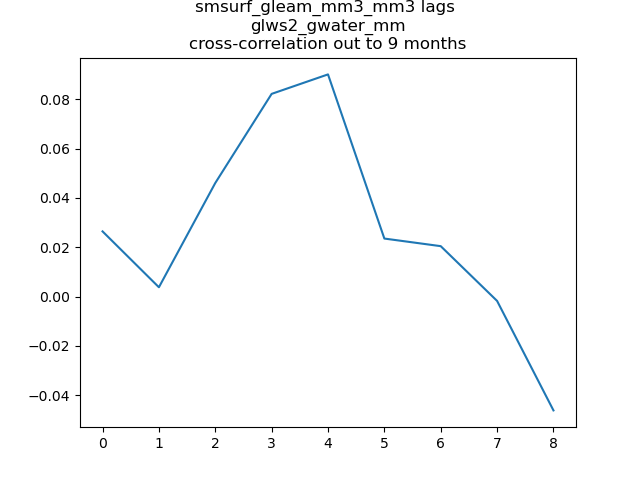 smsurf_gleam_mm3_mm3 lags
glws2_gwater_mm
cross-correlation out to 9 months
0.08
0.06
0.04
0.02
0.00
−0.02
−0.04
0 1 2 3 4 5 6 7 8